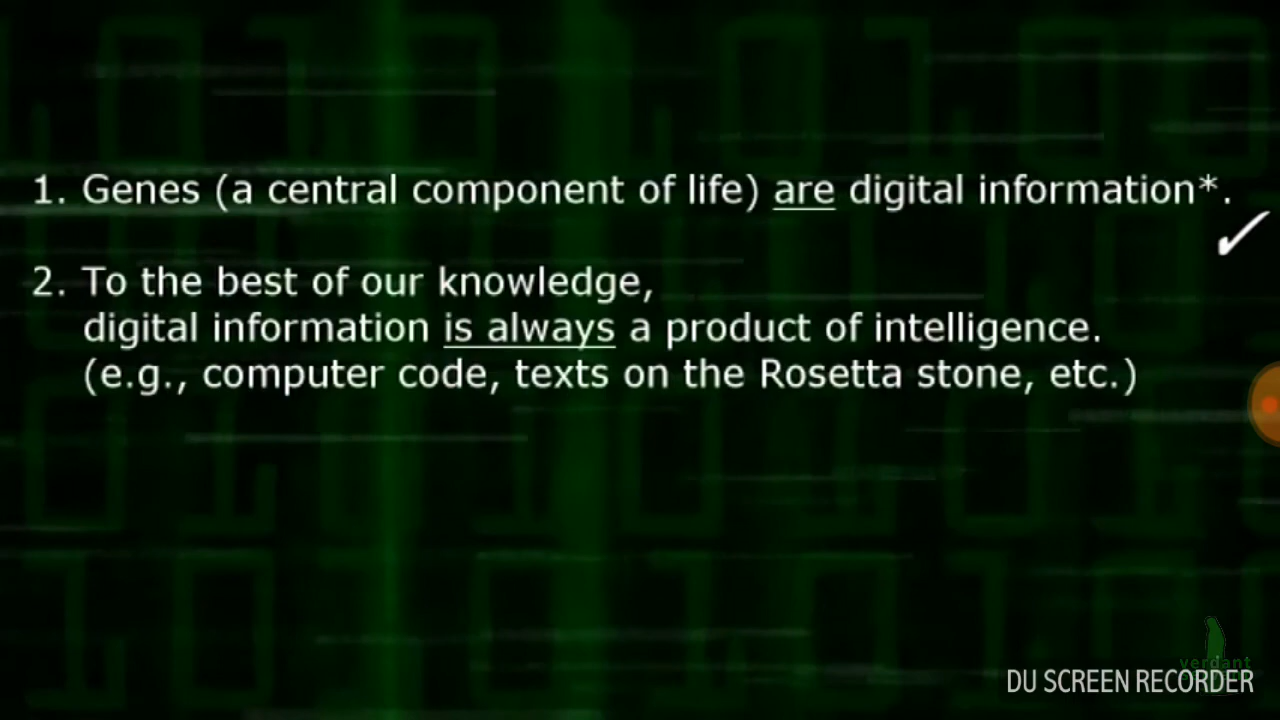 1. Genes (a central component of life) are digital information*.
✓
2. To the best of our knowledge,
digital information is always a product of intelligence.
(e.g., computer code, texts on the Rosetta stone, etc.)
verdant
DU SCREEN RECORDER